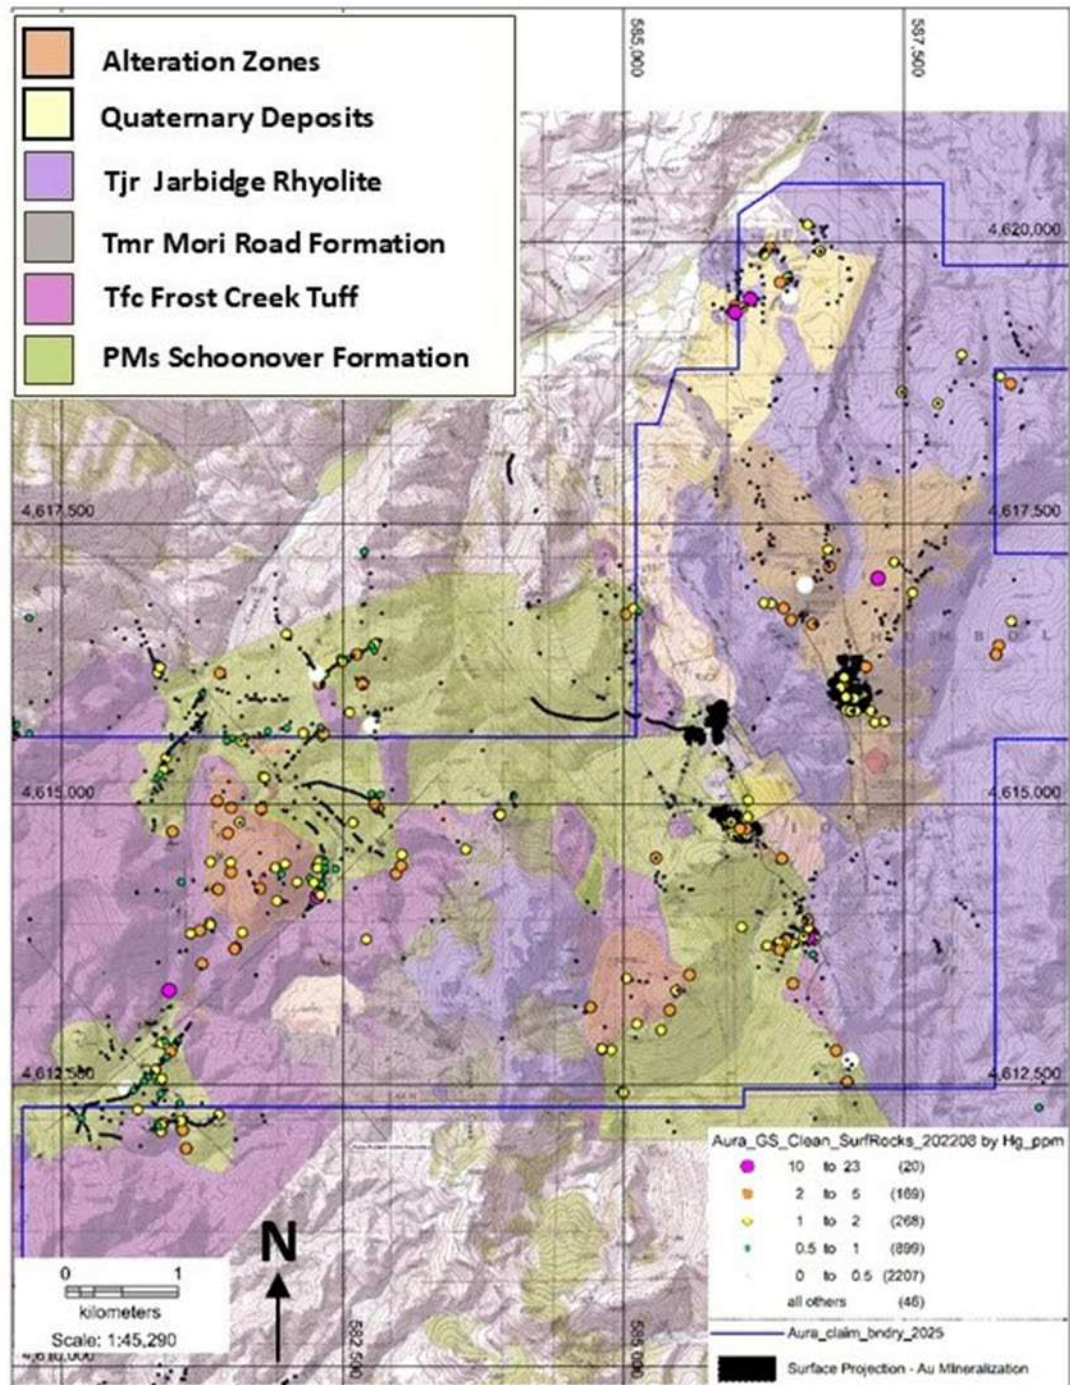 Alteration Zones
Quaternary Deposits
Tjr Jarbidge Rhyolite
Tmr Mori Road Formation
Tfc Frost Creek Tuff
PMs Schoonover Formation
585,000
587,500
4,620,000
4,617,500
4,617,500
H U M B O L
4,615,000
4,612,500
4,612,500
Aura_GS_Clean_SurfRocks_202208 by Hg_ppm
10 to 23 (20)
2 to 5 (169)
1 to 2 (268)
0.5 to 1 (899)
0 to 0.5 (2207)
all others (46)
Aura_claim_bndry_2025
Surface Projection - Au Mineralization
N
0 1
kilometers
Scale: 1:45,290
582,500
585,000